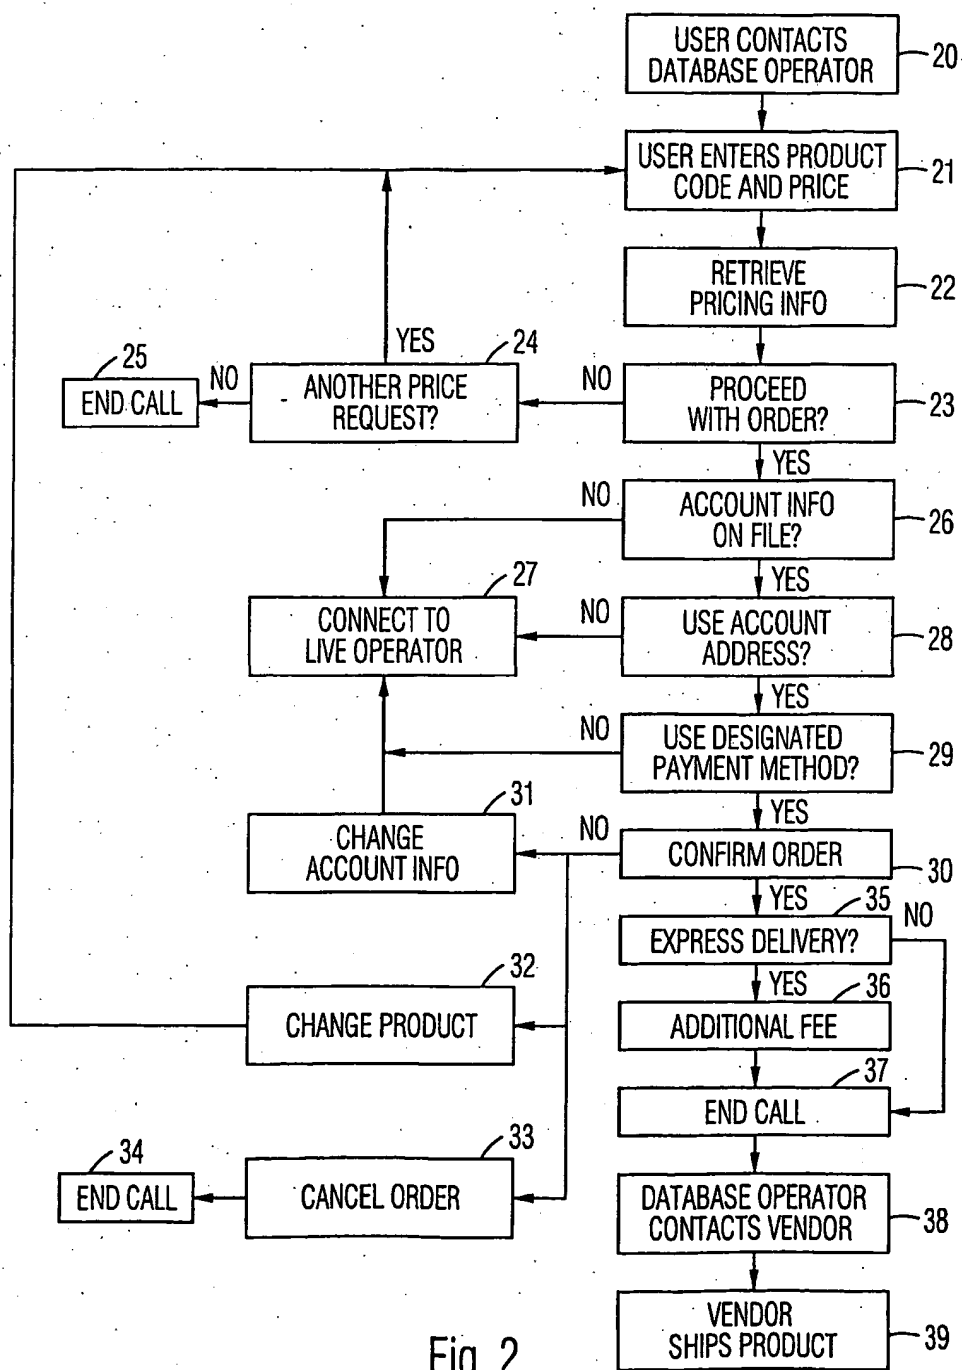 USER CONTACTS
DATABASE OPERATOR
20
USER ENTERS PRODUCT
CODE AND PRICE
21
RETRIEVE
PRICING INFO
22
YES
24
25
NO
ANOTHER PRICE
REQUEST?
END CALL
NO
PROCEED
WITH ORDER?
23
YES
NO
ACCOUNT INFO
ON FILE?
26
YES
27
CONNECT TO
LIVE OPERATOR
NO
USE ACCOUNT
ADDRESS?
28
YES
NO
USE DESIGNATED
PAYMENT METHOD?
29
YES
31
CHANGE
ACCOUNT INFO
NO
CONFIRM ORDER
30
YES
35
NO
EXPRESS DELIVERY?
YES
36
32
CHANGE PRODUCT
ADDITIONAL FEE
37
END CALL
33
34
CANCEL ORDER
END CALL
DATABASE OPERATOR
CONTACTS VENDOR
38
VENDOR
SHIPS PRODUCT
39
Fig. 2